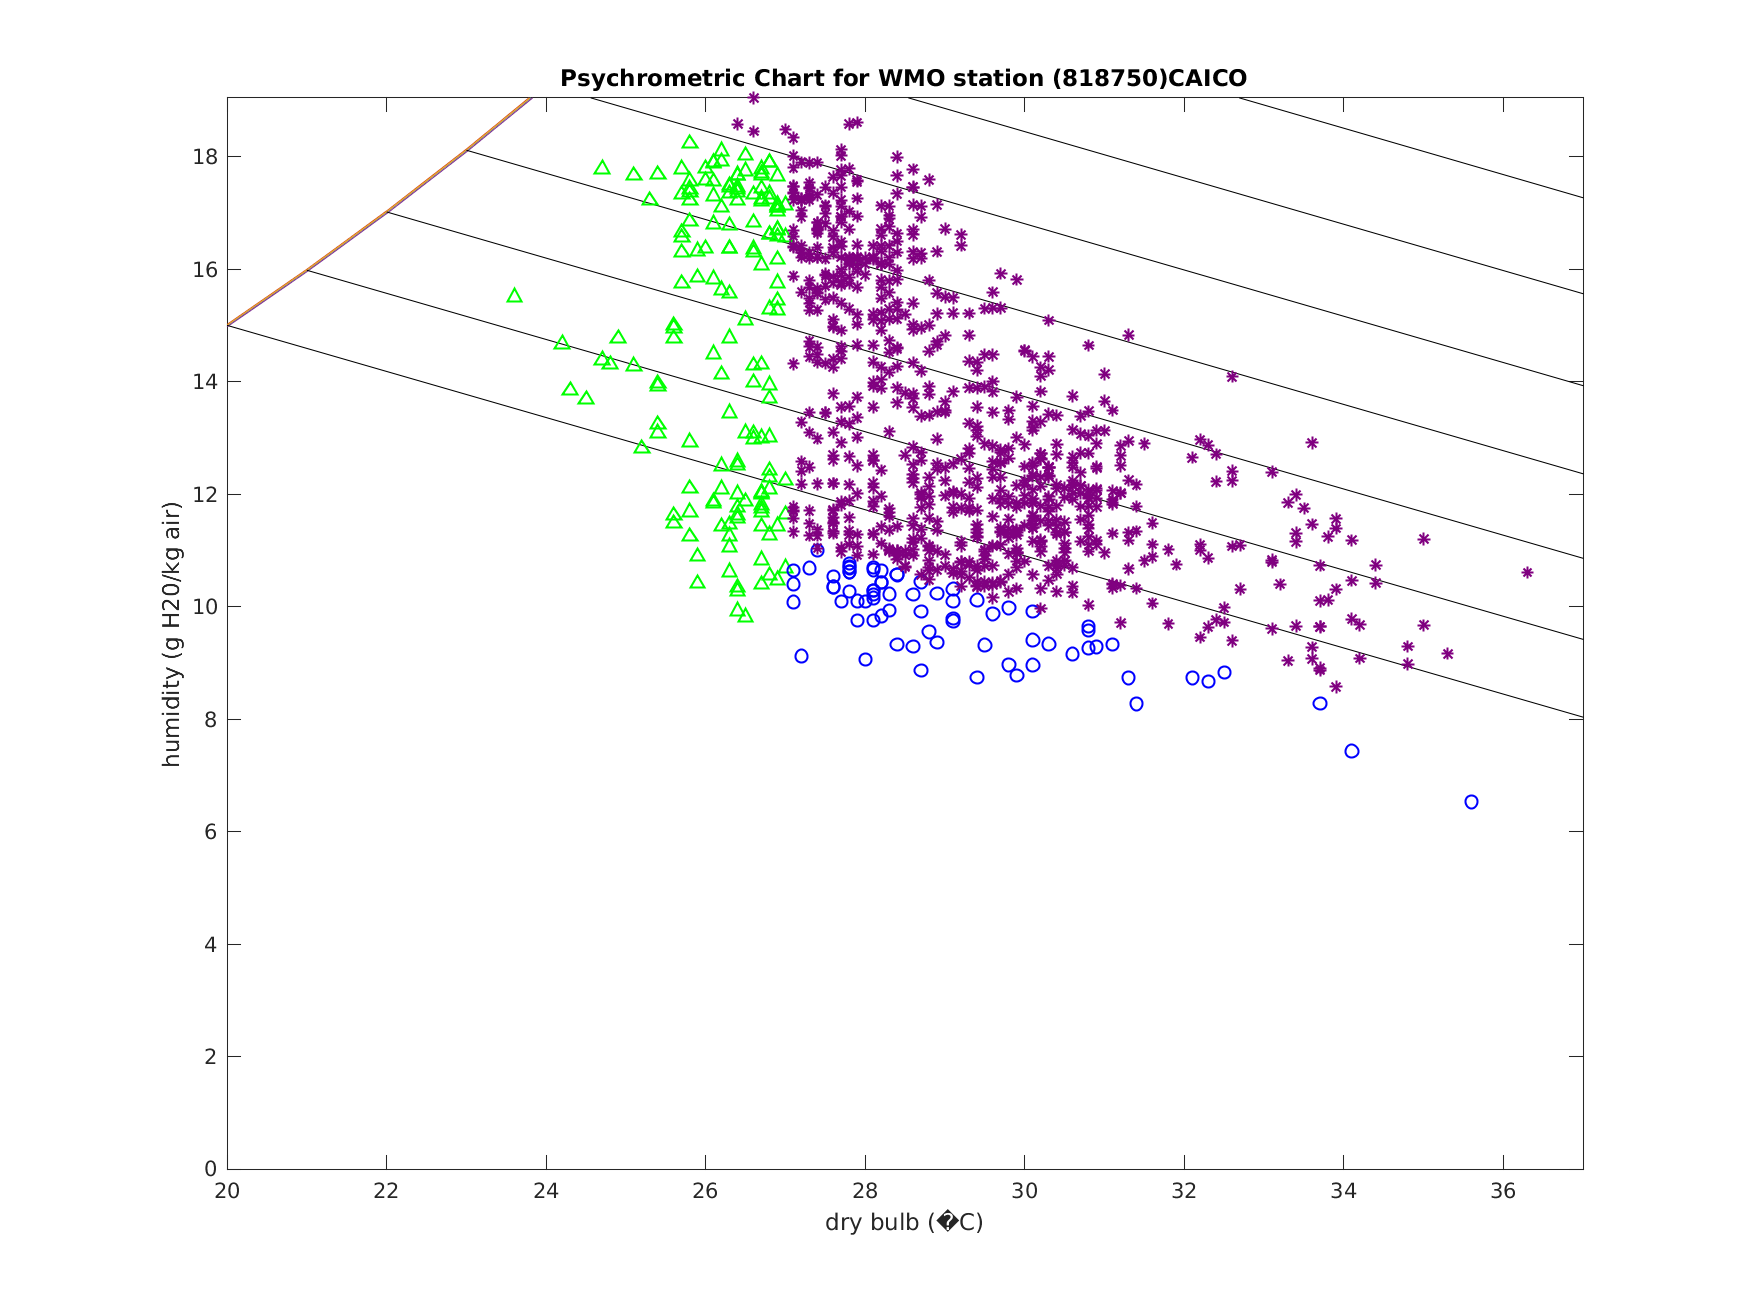 Psychrometric Chart for WMO station (818750)CAICO
18
16
14
12
10
8
6
4
2
0
humidity (g H20/kg air)
20 22 24 26 28 30 32 34 36
dry bulb (�C)